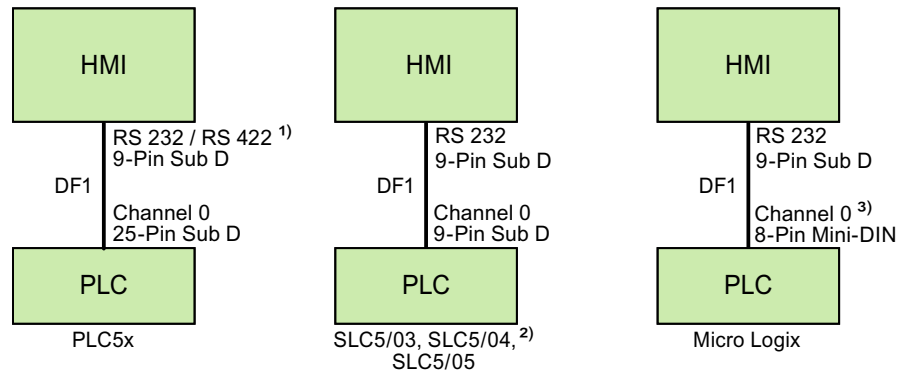 HMI
RS 232 / RS 422 1)
9-Pin Sub D
DF1
Channel 0
25-Pin Sub D
PLC
PLC5x
HMI
RS 232
9-Pin Sub D
DF1
Channel 0
9-Pin Sub D
PLC
SLC5/03, SLC5/04, 2)
SLC5/05
HMI
RS 232
9-Pin Sub D
DF1
Channel 0 3)
8-Pin Mini-DIN
PLC
Micro Logix